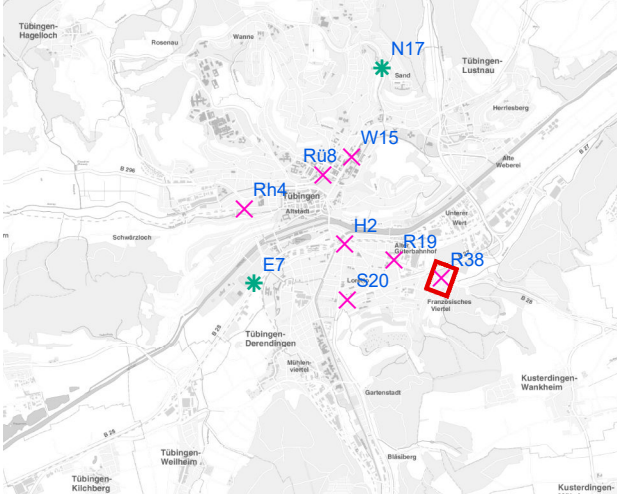 Tübingen-
Hagelloch
Rosenau
Wanne
N17
Sand
Tübingen-
Lustnau
Herrlesberg
W15
Rü8
B 296
Alte
Weberei
B 27
Rh4
Tübingen
Altstadt
Unterer
Wert
Schwärzloch
H2
R19
Alter
Güterbahnhof
R38
E7
S20
B 28
Französisches
Viertel
B 28
Tübingen-
Derendingen
Mühlen-
viertel
Gartenstadt
Kusterdingen-
Wankheim
B 28
Tübingen-
Weilheim
Bläsiberg
Tübingen-
Kilchberg
Kusterdingen-